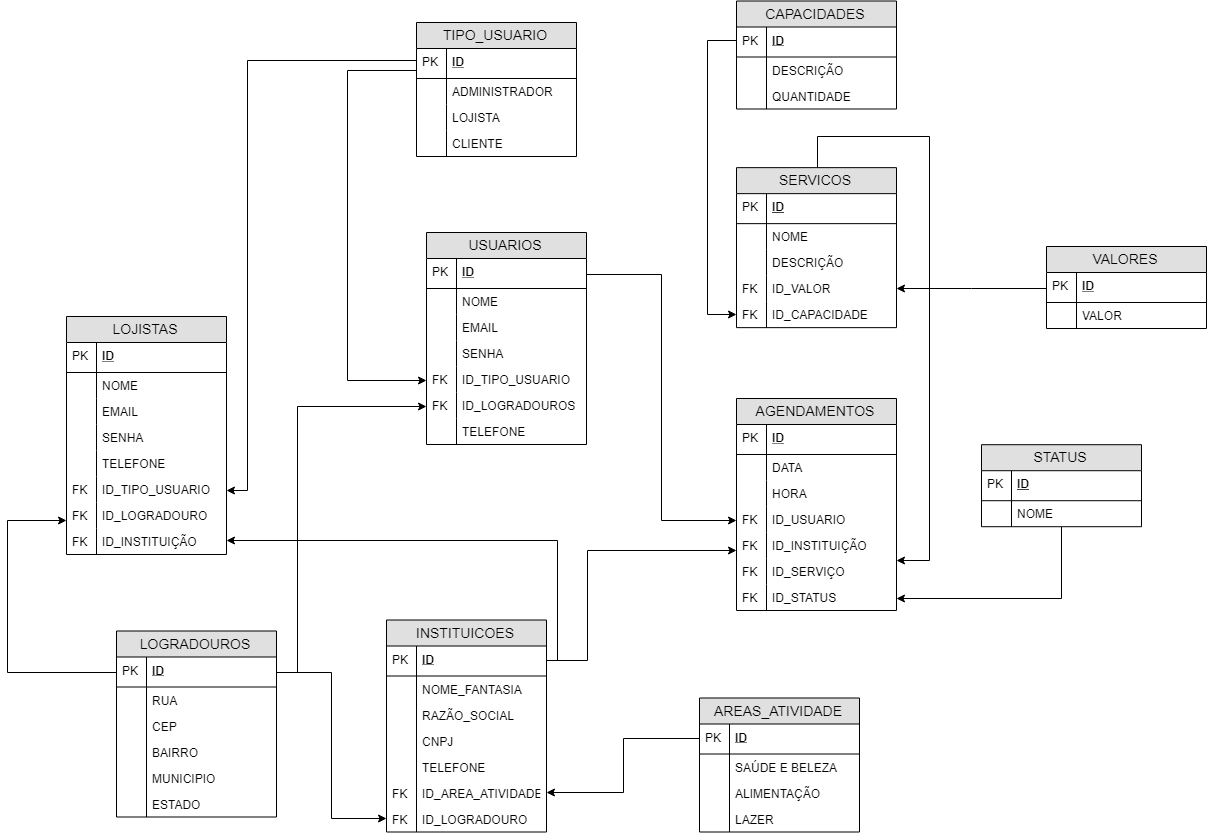 TIPO_USUARIO
PK ID
ADMINISTRADOR
LOJISTA
CLIENTE
CAPACIDADES
PK ID
DESCRIÇÃO
QUANTIDADE
SERVICOS
PK ID
NOME
DESCRIÇÃO
FK ID_VALOR
FK ID_CAPACIDADE
USUARIOS
PK ID
NOME
EMAIL
SENHA
FK ID_TIPO_USUARIO
FK ID_LOGRADOUROS
TELEFONE
VALORES
PK ID
VALOR
LOJISTAS
PK ID
NOME
EMAIL
SENHA
TELEFONE
FK ID_TIPO_USUARIO
FK ID_LOGRADOURO
FK ID_INSTITUIÇÃO
AGENDAMENTOS
PK ID
DATA
HORA
FK ID_USUARIO
FK ID_INSTITUIÇÃO
FK ID_SERVIÇO
FK ID_STATUS
STATUS
PK ID
NOME
LOGRADOUROS
PK ID
RUA
CEP
BAIRRO
MUNICIPIO
ESTADO
INSTITUICOES
PK ID
NOME_FANTASIA
RAZÃO_SOCIAL
CNPJ
TELEFONE
FK ID_AREA_ATIVIDADE
FK ID_LOGRADOURO
AREAS_ATIVIDADE
PK ID
SAÚDE E BELEZA
ALIMENTAÇÃO
LAZER